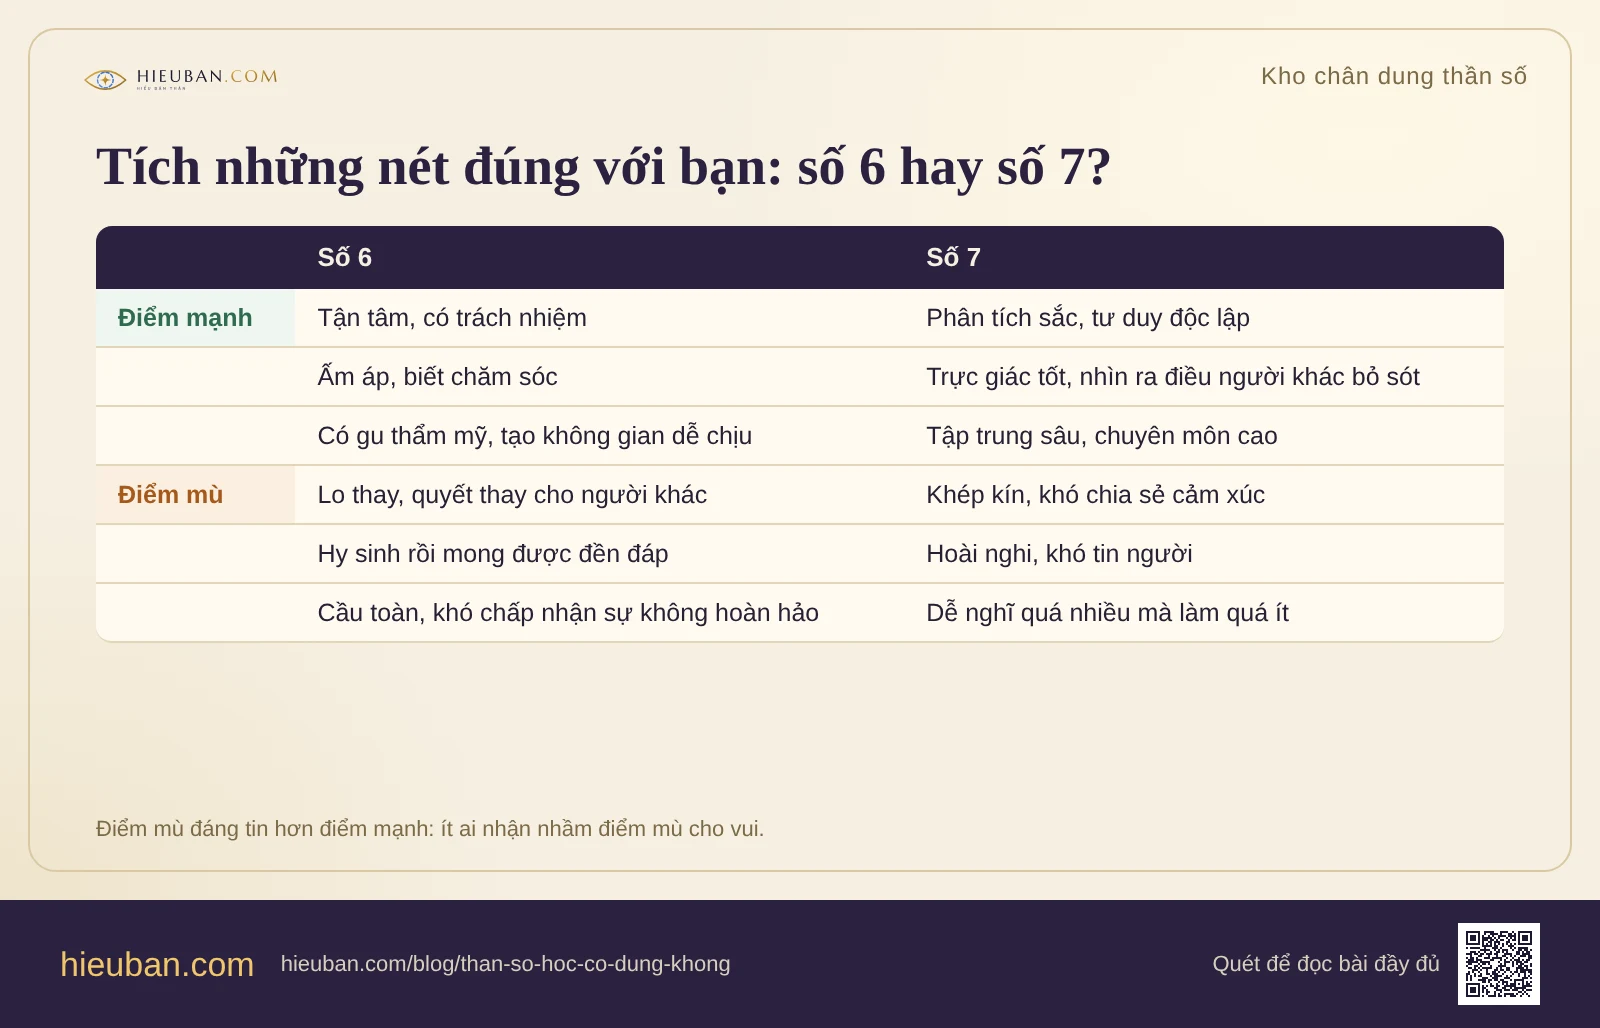 HIEUBAN.COM
HIỂU BẢN THÂN
Kho chân dung thần số
Tích những nét đúng với bạn: số 6 hay số 7?
Số 6 Số 7
Điểm mạnh Tận tâm, có trách nhiệm Phân tích sắc, tư duy độc lập
Ấm áp, biết chăm sóc Trực giác tốt, nhìn ra điều người khác bỏ sót
Có gu thẩm mỹ, tạo không gian dễ chịu Tập trung sâu, chuyên môn cao
Điểm mù Lo thay, quyết thay cho người khác Khép kín, khó chia sẻ cảm xúc
Hy sinh rồi mong được đền đáp Hoài nghi, khó tin người
Cầu toàn, khó chấp nhận sự không hoàn hảo Dễ nghĩ quá nhiều mà làm quá ít
Điểm mù đáng tin hơn điểm mạnh: ít ai nhận nhầm điểm mù cho vui.
hieuban.com hieuban.com/blog/than-so-hoc-co-dung-khong Quét để đọc bài đầy đủ